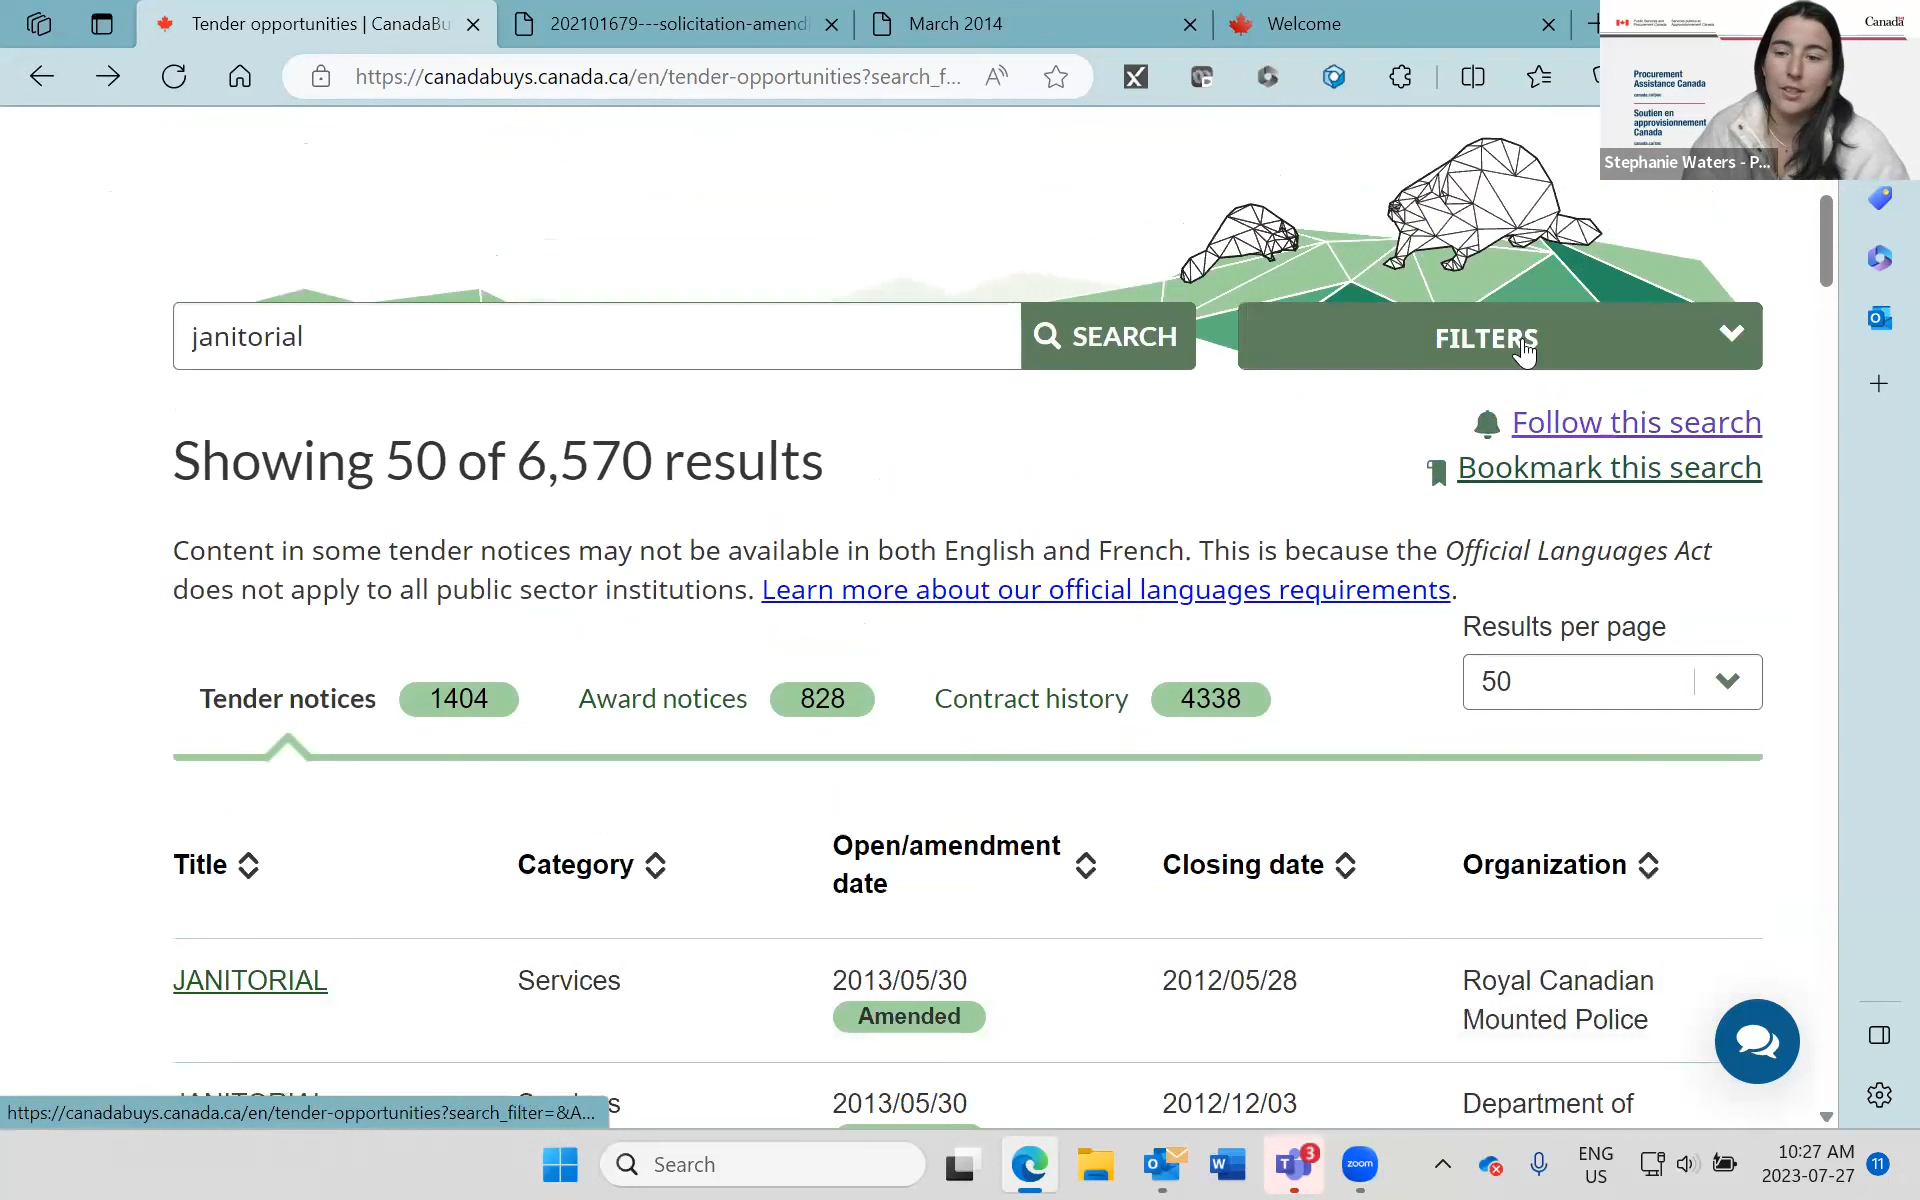 Tender opportunities | CanadaBu
202101679---solicitation-amend
March 2014
Welcome
https://canadabuys.canada.ca/en/tender-opportunities?search_f...
Canada
Procurement
Assistance Canada
Soutien en
approvisionnement
Canada
Stephanie Waters - P...
janitorial
SEARCH
FILTERS
Follow this search
Bookmark this search
Showing 50 of 6,570 results
Content in some tender notices may not be available in both English and French. This is because the Official Languages Act
does not apply to all public sector institutions. Learn more about our official languages requirements.
Results per page
50
Tender notices 1404 Award notices 828 Contract history 4338
Title Category Open/amendment date Closing date Organization
JANITORIAL Services 2013/05/30 2012/05/28 Royal Canadian
Amended Mounted Police
2013/05/30 2012/12/03 Department of
https://canadabuys.canada.ca/en/tender-opportunities?search_filter=&A...
Search
3
zoom
ENG
US
10:27 AM
2023-07-27
11